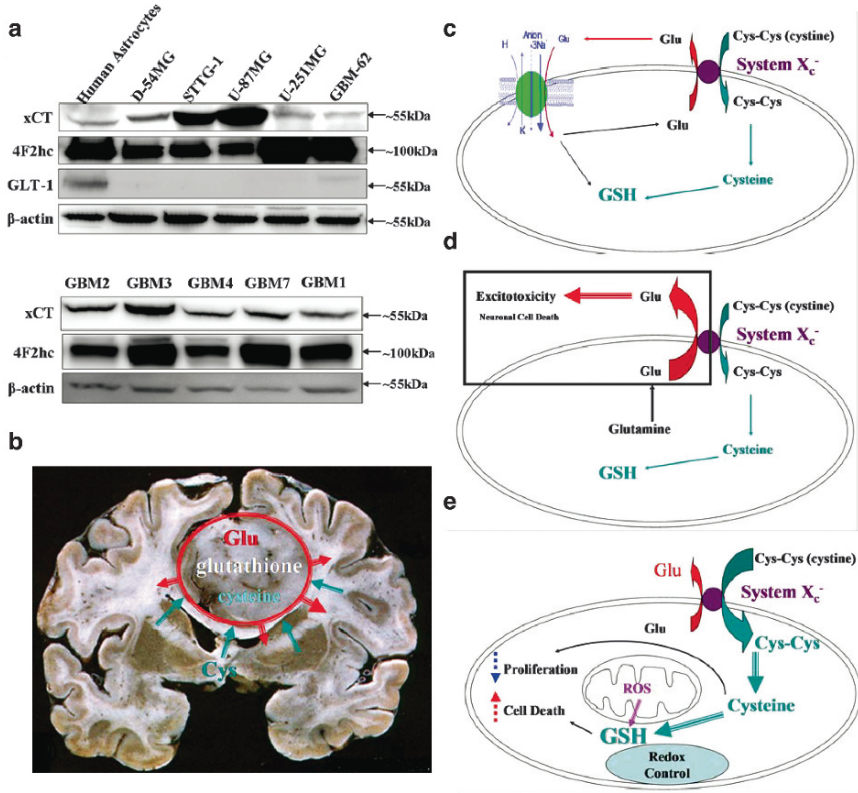 a
Human Astrocytes
D-54MG
STTG-1
U-87MG
U-251MG
GBM-62
xCT
~55kDa
4F2hc
~100kDa
GLT-1
~55kDa
β-actin
~55kDa
GBM2 GBM3 GBM4 GBM7 GBM1
xCT
~55kDa
4F2hc
~100kDa
β-actin
~55kDa
b
Glu
glutathione
cysteine
Cys
c
H
Anion
3Na
Glu
K
Glu
Cys-Cys (cystine)
System Xc-
Cys-Cys
Glu
Cysteine
GSH
d
Excitotoxicity
Neuronal Cell Death
Glu
Cys-Cys (cystine)
System Xc-
Glu
Cys-Cys
Glutamine
Cysteine
GSH
e
Glu
Cys-Cys (cystine)
System Xc-
Glu
Cys-Cys
Proliferation
ROS
Cell Death
Cysteine
GSH
Redox
Control